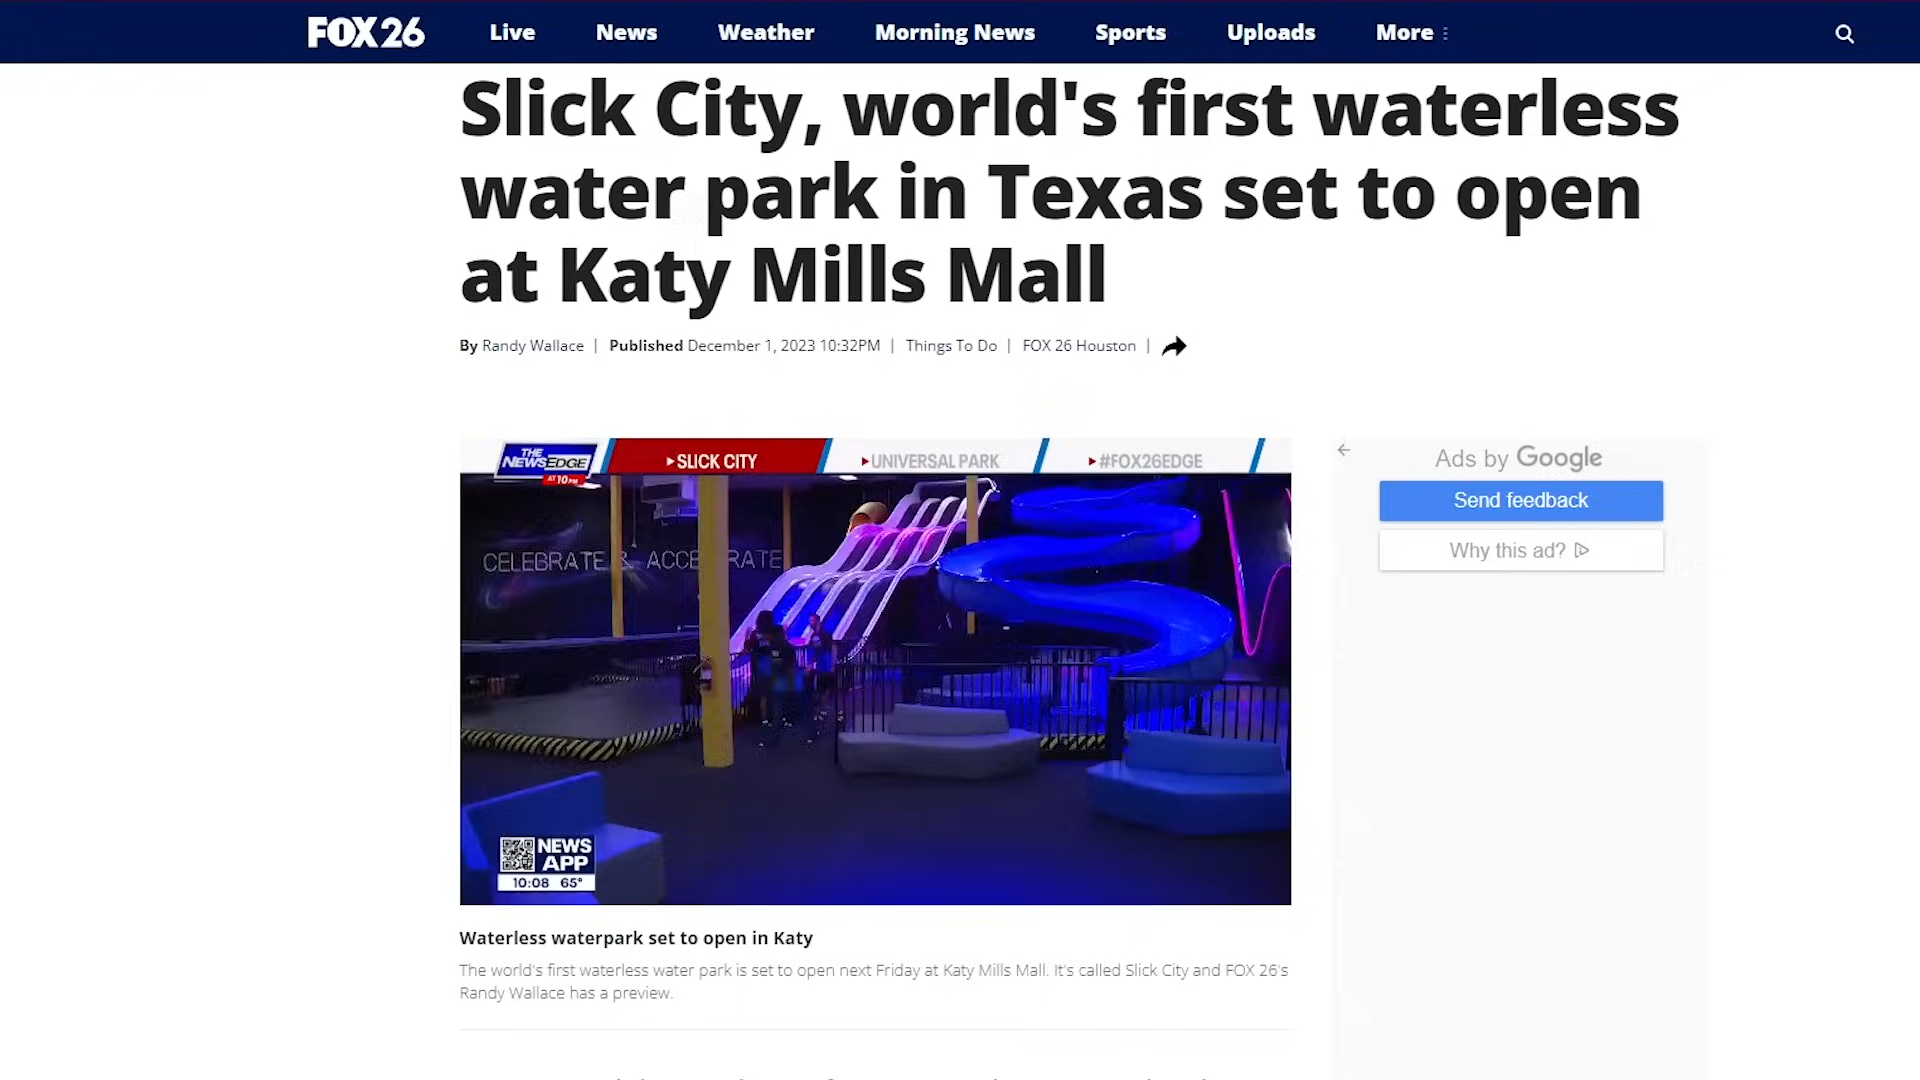 FOX 26 Live News Weather Morning News Sports Uploads More
Slick City, world's first waterless
water park in Texas set to open
at Katy Mills Mall
By Randy Wallace | Published December 1, 2023 10:32PM | Things To Do | FOX 26 Houston |
THE
NEWSEDGE
AT 10PM
SLICK CITY
UNIVERSAL PARK
#FOX26EDGE
CELEBRATE & ACCELERATE
NEWS
APP
10:08 65°
Ads by Google
Send feedback
Why this ad?
Waterless waterpark set to open in Katy
The world's first waterless water park is set to open next Friday at Katy Mills Mall. It's called Slick City and FOX 26's
Randy Wallace has a preview.